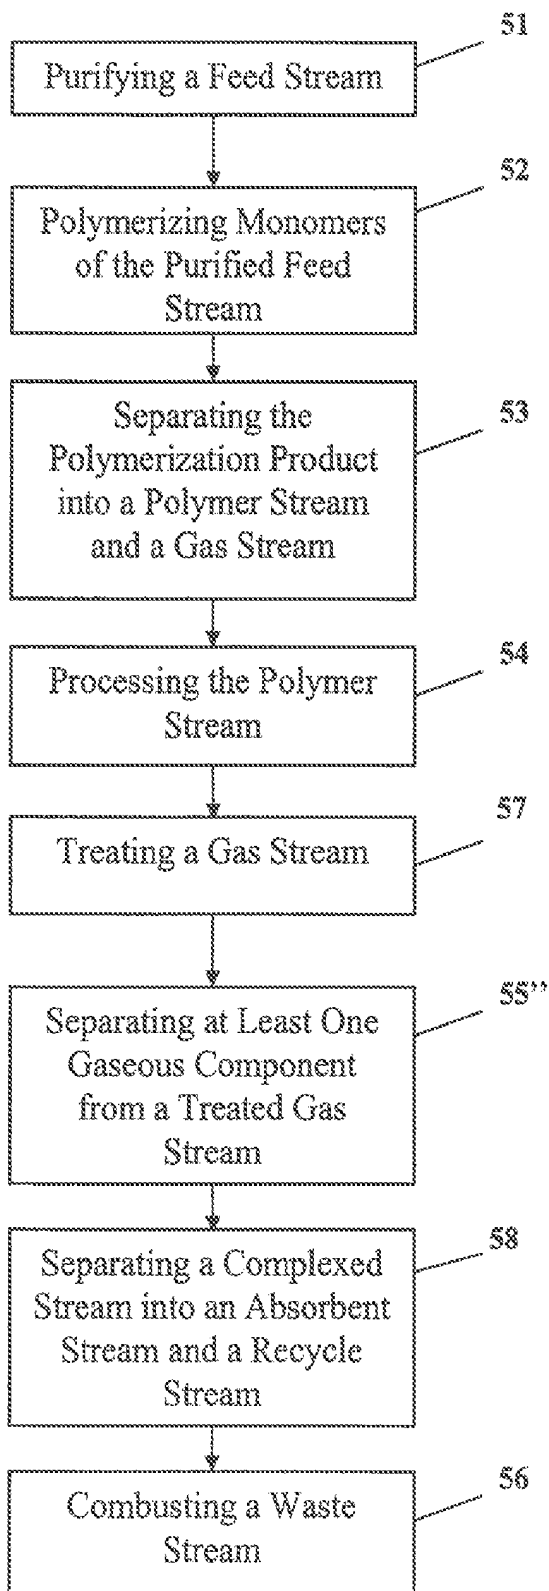 51
Purifying a Feed Stream
52
Polymerizing Monomers
of the Purified Feed
Stream
53
Separating the
Polymerization Product
into a Polymer Stream
and a Gas Stream
54
Processing the Polymer
Stream
57
Treating a Gas Stream
55’’
Separating at Least One
Gaseous Component
from a Treated Gas
Stream
58
Separating a Complexed
Stream into an Absorbent
Stream and a Recycle
Stream
56
Combusting a Waste
Stream